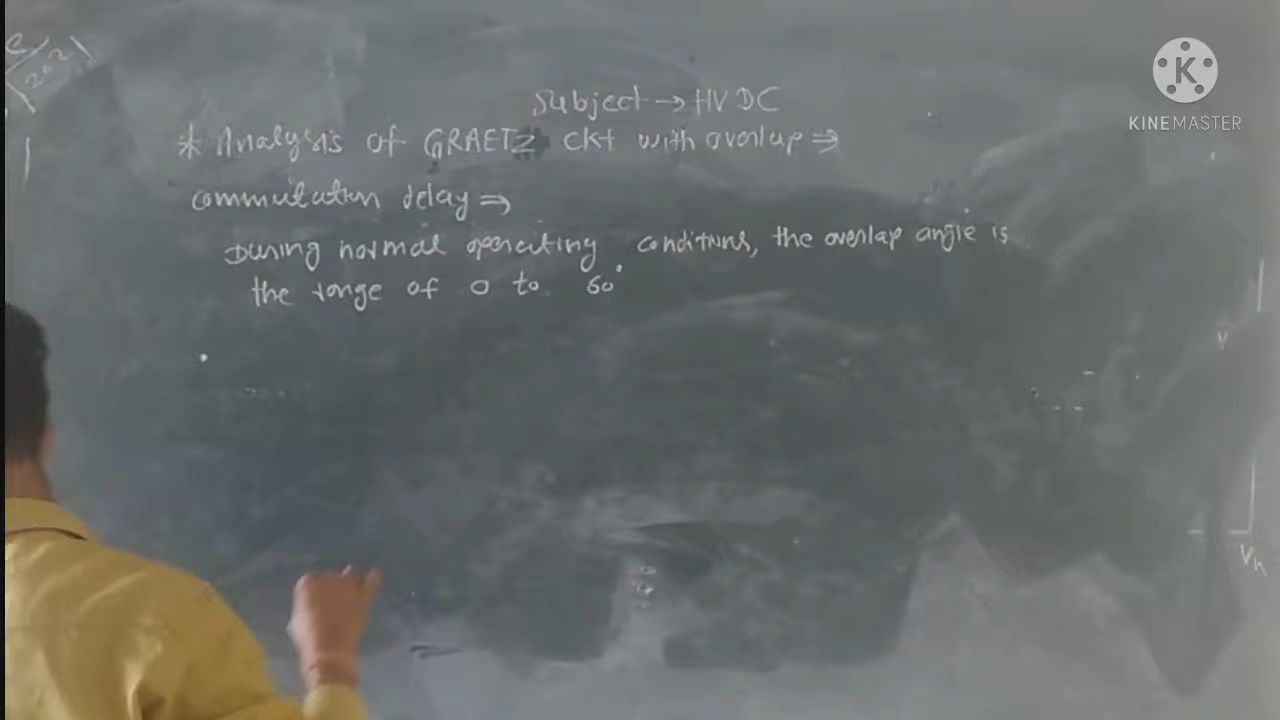 Subject → HVDC
* Analysis of GRAETZ ckt with overlap ⇒
commutation delay ⇒
During normal operating conditions, the overlap angle is
the range of 0 to 60°
K
KINEMASTER
Vn